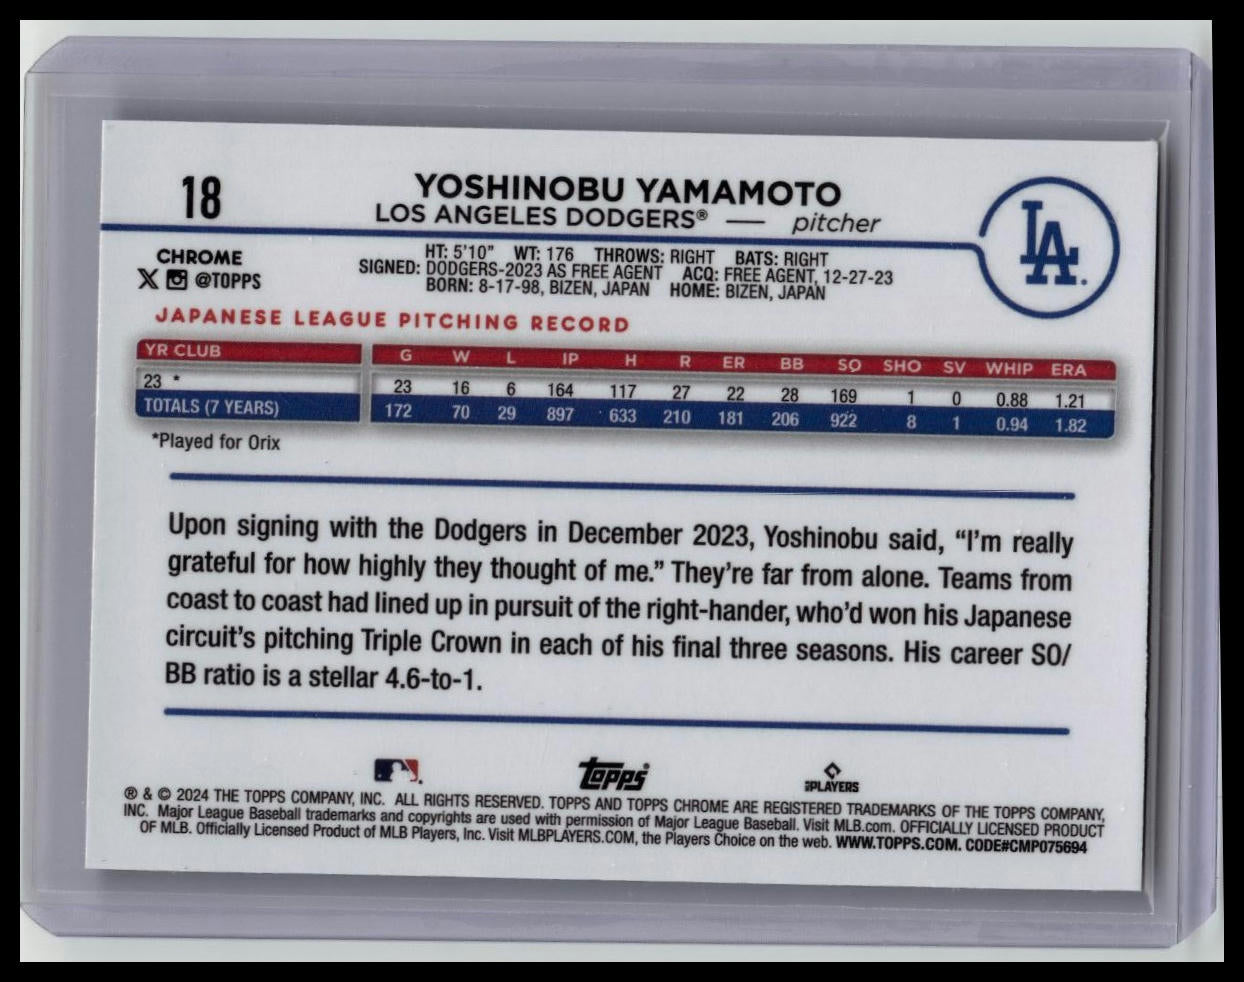 18
YOSHINOBU YAMAMOTO
LOS ANGELES DODGERS® — pitcher
LA
CHROME
@TOPPS
HT: 5'10" WT: 176 THROWS: RIGHT BATS: RIGHT
SIGNED: DODGERS-2023 AS FREE AGENT ACQ: FREE AGENT, 12-27-23
BORN: 8-17-98, BIZEN, JAPAN HOME: BIZEN, JAPAN
JAPANESE LEAGUE PITCHING RECORD
YR CLUB G W L IP H R ER BB SO SHO SV WHIP ERA
23 * 23 16 6 164 117 27 22 28 169 1 0 0.88 1.21
TOTALS (7 YEARS) 172 70 29 897 633 210 181 206 922 8 1 0.94 1.82
*Played for Orix
Upon signing with the Dodgers in December 2023, Yoshinobu said, “I'm really
grateful for how highly they thought of me.” They're far from alone. Teams from
coast to coast had lined up in pursuit of the right-hander, who'd won his Japanese
circuit's pitching Triple Crown in each of his final three seasons. His career SO/
BB ratio is a stellar 4.6-to-1.
topps
PLAYERS
® & © 2024 THE TOPPS COMPANY, INC. ALL RIGHTS RESERVED. TOPPS AND TOPPS CHROME ARE REGISTERED TRADEMARKS OF THE TOPPS COMPANY,
INC. Major League Baseball trademarks and copyrights are used with permission of Major League Baseball. Visit MLB.com. OFFICIALLY LICENSED PRODUCT
OF MLB. Officially Licensed Product of MLB Players, Inc. Visit MLBPLAYERS.COM, the Players Choice on the web. WWW.TOPPS.COM. CODE#CMP075694